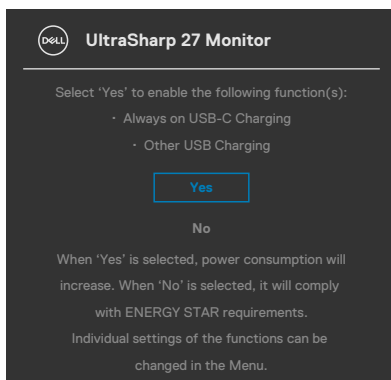 DELL
UltraSharp 27 Monitor
Select ‘Yes’ to enable the following function(s):
· Always on USB-C Charging
· Other USB Charging
Yes
No
When ‘Yes’ is selected, power consumption will
increase. When ‘No’ is selected, it will comply
with ENERGY STAR requirements.
Individual settings of the functions can be
changed in the Menu.